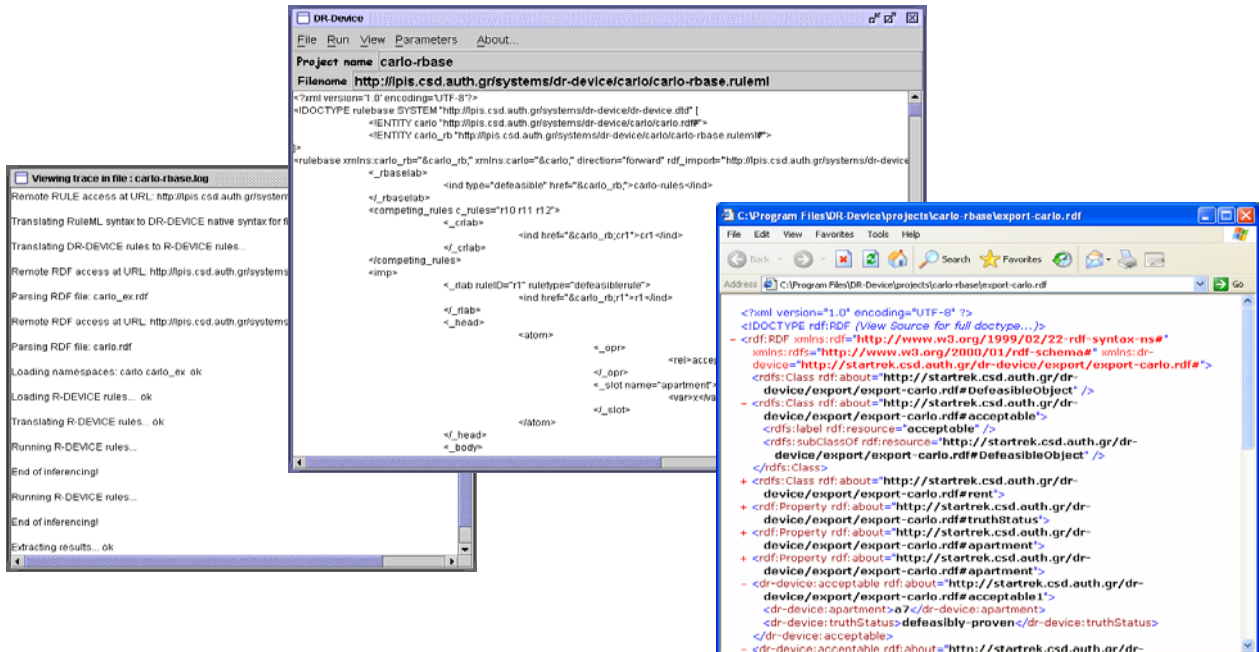 DR-Device
File Run View Parameters About...
Project name carlo-rbase
Filename http://lpis.csd.auth.gr/systems/dr-device/carlo/carlo-rbase.ruleml
<?xml version='1.0' encoding='UTF-8'?>
<!DOCTYPE rulebase SYSTEM "http://lpis.csd.auth.gr/systems/dr-device/dr-device.dtd" [
<!ENTITY carlo "http://lpis.csd.auth.gr/systems/dr-device/carlo/carlo.rdf#">
<!ENTITY carlo_rb "http://lpis.csd.auth.gr/systems/dr-device/carlo/carlo-rbase.ruleml#">
]>
<rulebase xmlns:carlo_rb="&carlo_rb;" xmlns:carlo="&carlo;" direction="forward" rdf_import="http://lpis.csd.auth.gr/systems/dr-device
<_rbaselab>
<ind type="defeasible" href="&carlo_rb;">carlo-rules</ind>
</_rbaselab>
<competing_rules c_rules="r10 r11 r12">
<_crlab>
<ind href="&carlo_rb;cr1">cr1</ind>
</_crlab>
</competing_rules>
<imp>
<_rlab ruleID="r1" ruletype="defeasiblerule">
<ind href="&carlo_rb;r1">r1</ind>
</_rlab>
<_head>
<atom>
<_opr>
<rel>accep
</_opr>
<_slot name="apartment">
<var>x</va
</_slot>
</atom>
</_head>
<_body>
Viewing trace in file : carlo-rbase.log
Remote RULE access at URL: http://lpis.csd.auth.gr/system
Translating RuleML syntax to DR-DEVICE native syntax for fi
Translating DR-DEVICE rules to R-DEVICE rules...
Remote RDF access at URL: http://lpis.csd.auth.gr/systems
Parsing RDF file: carlo_ex.rdf
Remote RDF access at URL: http://lpis.csd.auth.gr/systems
Parsing RDF file: carlo.rdf
Loading namespaces: carlo carlo_ex ok
Loading R-DEVICE rules... ok
Translating R-DEVICE rules... ok
Running R-DEVICE rules...
End of inferencing!
Running R-DEVICE rules...
End of inferencing!
Extracting results... ok
C:\Program Files\DR-Device\projects\carlo-rbase\export-carlo.rdf
File Edit View Favorites Tools Help
Back Search Favorites
Address C:\Program Files\DR-Device\projects\carlo-rbase\export-carlo.rdf Go
<?xml version="1.0" encoding="UTF-8" ?>
<!DOCTYPE rdf:RDF (View Source for full doctype...)>
- <rdf:RDF xmlns:rdf="http://www.w3.org/1999/02/22-rdf-syntax-ns#"
xmlns:rdfs="http://www.w3.org/2000/01/rdf-schema#" xmlns:dr-
device="http://startrek.csd.auth.gr/dr-device/export/export-carlo.rdf#">
<rdfs:Class rdf:about="http://startrek.csd.auth.gr/dr-
device/export/export-carlo.rdf#DefeasibleObject" />
- <rdfs:Class rdf:about="http://startrek.csd.auth.gr/dr-
device/export/export-carlo.rdf#acceptable">
<rdfs:label rdf:resource="acceptable" />
<rdfs:subClassOf rdf:resource="http://startrek.csd.auth.gr/dr-
device/export/export-carlo.rdf#DefeasibleObject" />
</rdfs:Class>
+ <rdfs:Class rdf:about="http://startrek.csd.auth.gr/dr-
device/export/export-carlo.rdf#rent">
+ <rdf:Property rdf:about="http://startrek.csd.auth.gr/dr-
device/export/export-carlo.rdf#truthStatus">
+ <rdf:Property rdf:about="http://startrek.csd.auth.gr/dr-
device/export/export-carlo.rdf#apartment">
+ <rdf:Property rdf:about="http://startrek.csd.auth.gr/dr-
device/export/export-carlo.rdf#apartment">
- <dr-device:acceptable rdf:about="http://startrek.csd.auth.gr/dr-
device/export/export-carlo.rdf#acceptable1">
<dr-device:apartment>a7</dr-device:apartment>
<dr-device:truthStatus>defeasibly-proven</dr-device:truthStatus>
</dr-device:acceptable>
- <dr-device:acceptable rdf:about="http://startrek.csd.auth.gr/dr-